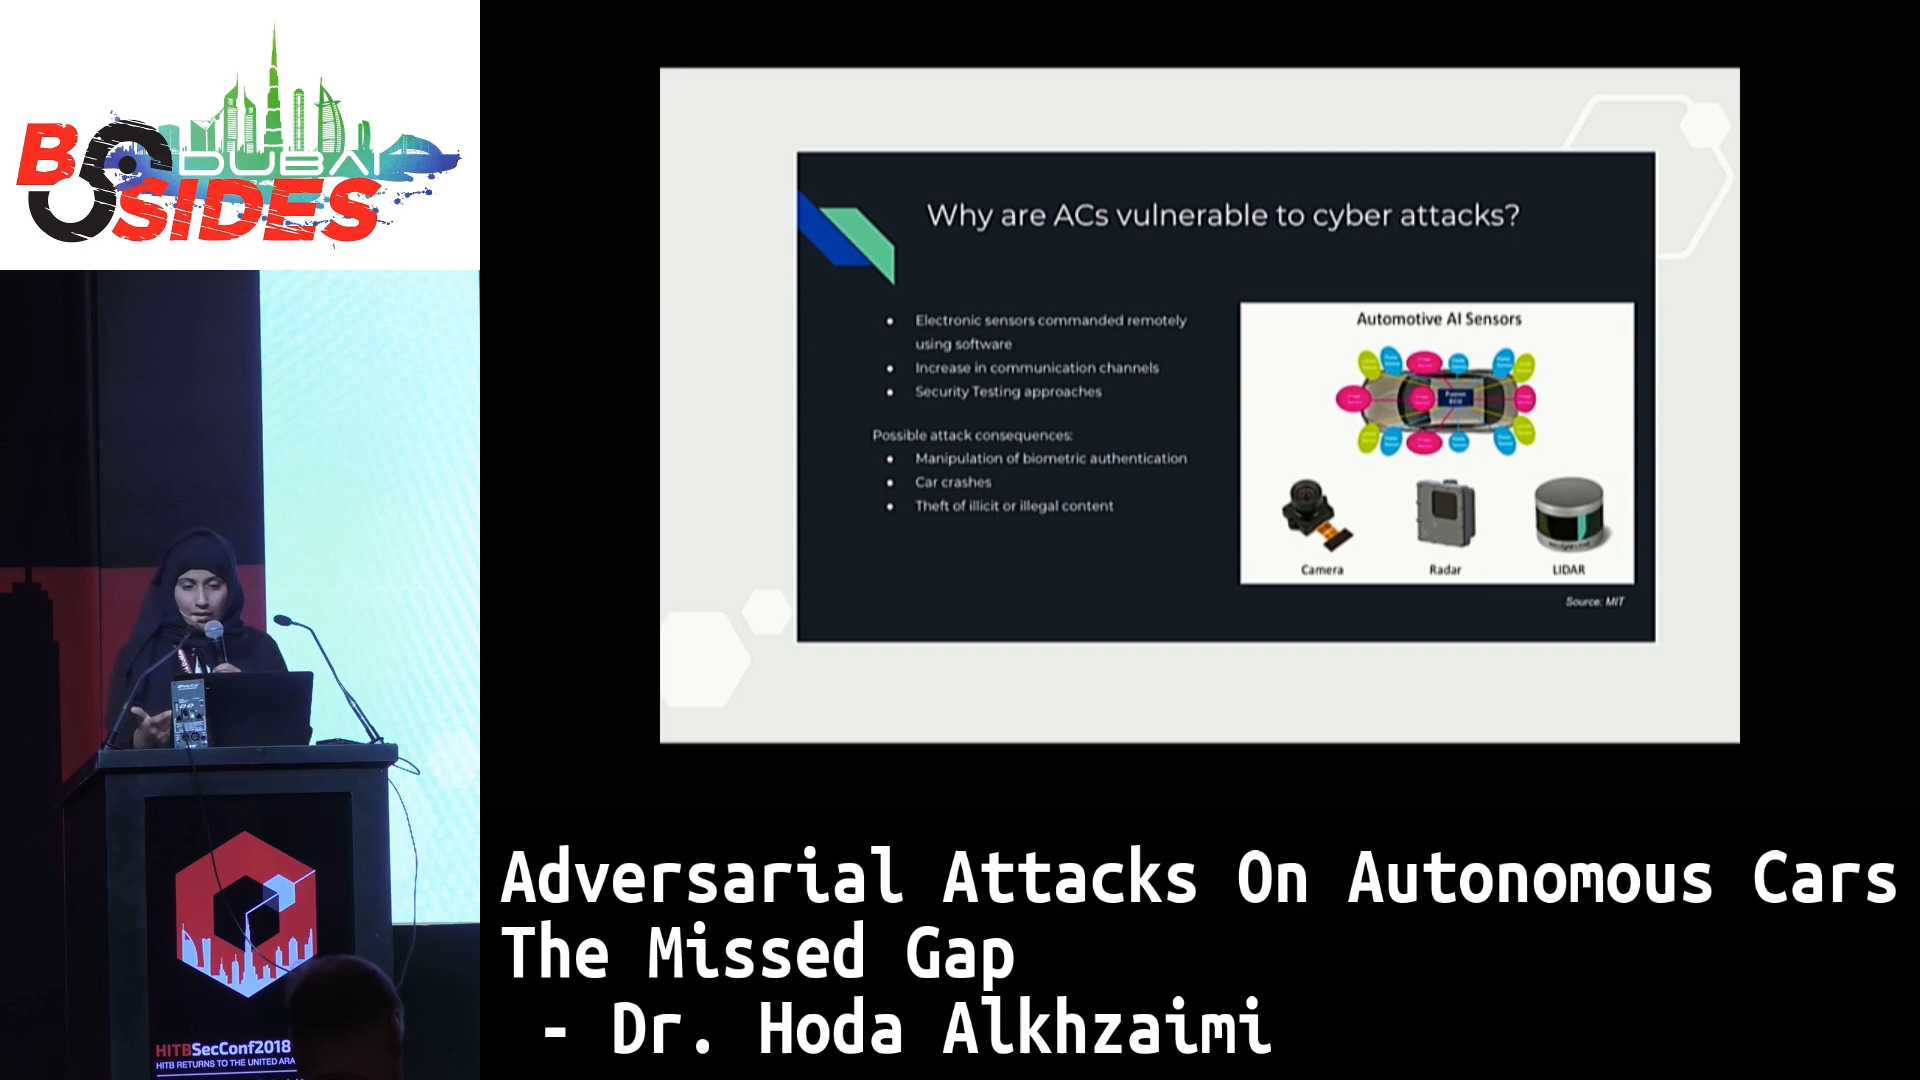 BSIDES
DUBAI
Why are ACs vulnerable to cyber attacks?
Electronic sensors commanded remotely
using software
Increase in communication channels
Security Testing approaches
Possible attack consequences:
Manipulation of biometric authentication
Car crashes
Theft of illicit or illegal content
Automotive AI Sensors
Fusion
ECU
Camera
Radar
LIDAR
Source: MIT
HITBSecConf2018
HITB RETURNS TO THE UNITED ARA
Adversarial Attacks On Autonomous Cars
The Missed Gap
- Dr. Hoda Alkhzaimi